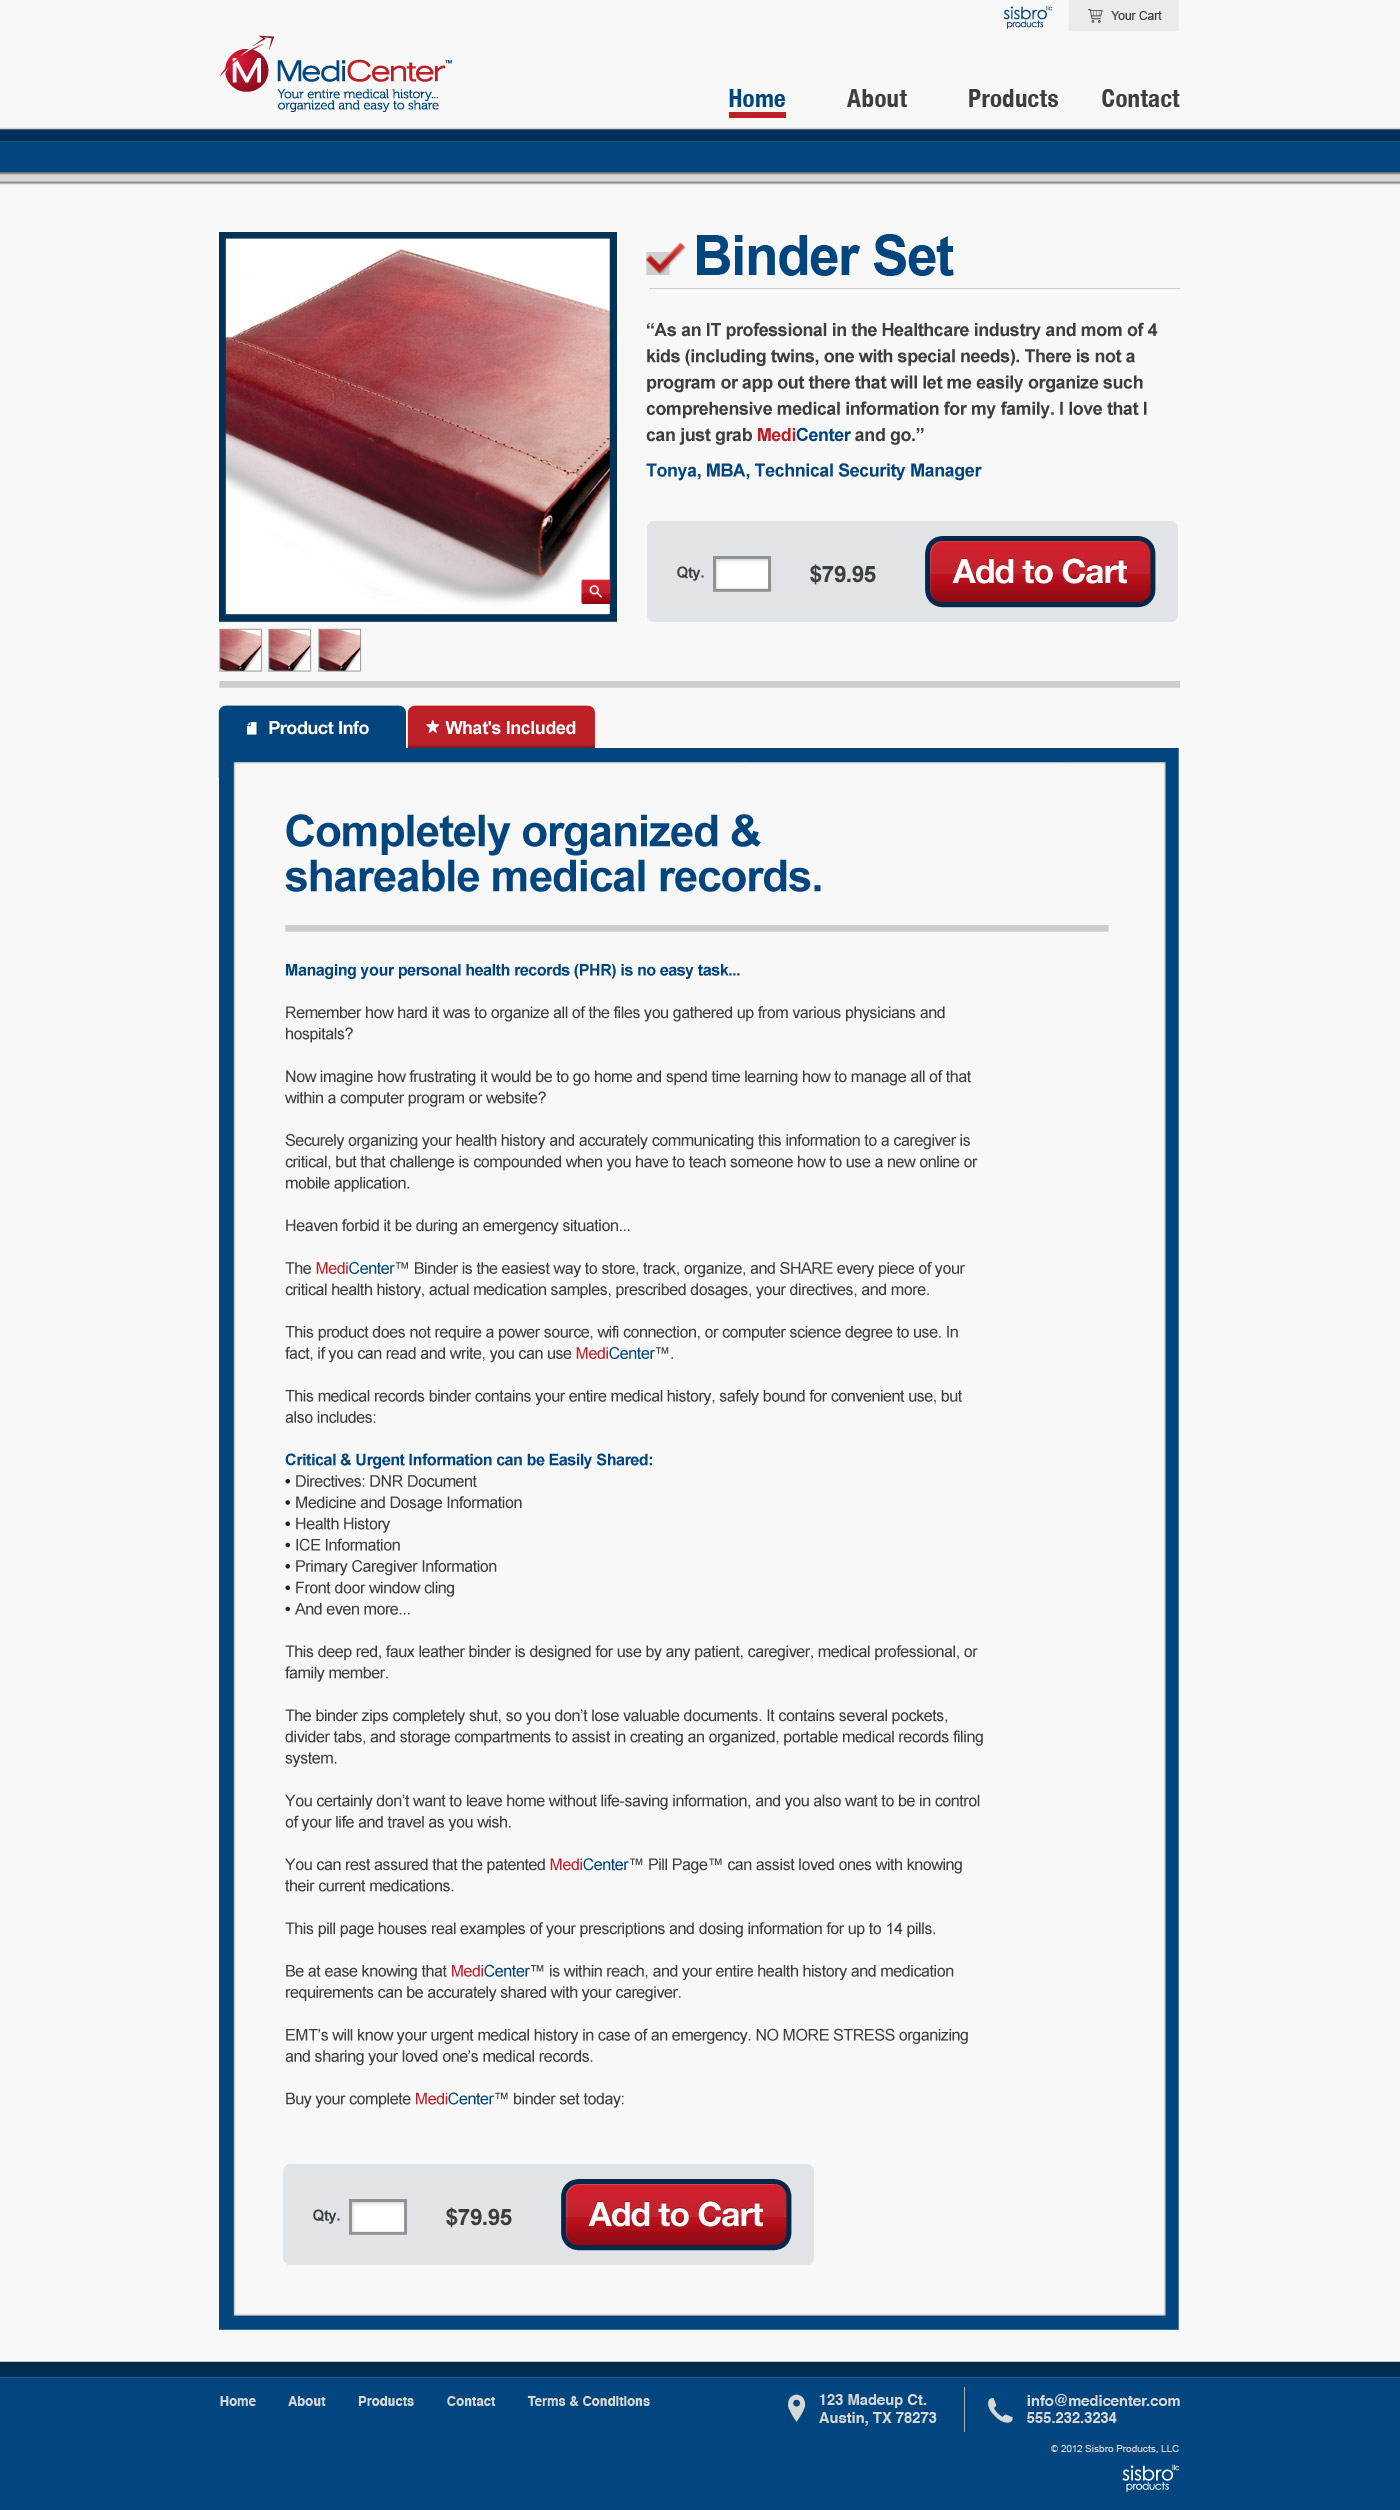 sisbro llc
products
Your Cart
M MediCenter™
Your entire medical history...
organized and easy to share
Home About Products Contact
Binder Set
“As an IT professional in the Healthcare industry and mom of 4
kids (including twins, one with special needs). There is not a
program or app out there that will let me easily organize such
comprehensive medical information for my family. I love that I
can just grab MediCenter and go.”
Tonya, MBA, Technical Security Manager
Qty. $79.95 Add to Cart
Product Info What's Included
Completely organized &
shareable medical records.
Managing your personal health records (PHR) is no easy task...
Remember how hard it was to organize all of the files you gathered up from various physicians and
hospitals?
Now imagine how frustrating it would be to go home and spend time learning how to manage all of that
within a computer program or website?
Securely organizing your health history and accurately communicating this information to a caregiver is
critical, but that challenge is compounded when you have to teach someone how to use a new online or
mobile application.
Heaven forbid it be during an emergency situation...
The MediCenter™ Binder is the easiest way to store, track, organize, and SHARE every piece of your
critical health history, actual medication samples, prescribed dosages, your directives, and more.
This product does not require a power source, wifi connection, or computer science degree to use. In
fact, if you can read and write, you can use MediCenter™.
This medical records binder contains your entire medical history, safely bound for convenient use, but
also includes:
Critical & Urgent Information can be Easily Shared:
• Directives: DNR Document
• Medicine and Dosage Information
• Health History
• ICE Information
• Primary Caregiver Information
• Front door window cling
• And even more...
This deep red, faux leather binder is designed for use by any patient, caregiver, medical professional, or
family member.
The binder zips completely shut, so you don’t lose valuable documents. It contains several pockets,
divider tabs, and storage compartments to assist in creating an organized, portable medical records filing
system.
You certainly don’t want to leave home without life-saving information, and you also want to be in control
of your life and travel as you wish.
You can rest assured that the patented MediCenter™ Pill Page™ can assist loved ones with knowing
their current medications.
This pill page houses real examples of your prescriptions and dosing information for up to 14 pills.
Be at ease knowing that MediCenter™ is within reach, and your entire health history and medication
requirements can be accurately shared with your caregiver.
EMT’s will know your urgent medical history in case of an emergency. NO MORE STRESS organizing
and sharing your loved one’s medical records.
Buy your complete MediCenter™ binder set today:
Qty. $79.95 Add to Cart
Home About Products Contact Terms & Conditions
123 Madeup Ct.
Austin, TX 78273
info@medicenter.com
555.232.3234
© 2012 Sisbro Products, LLC
sisbro llc
products